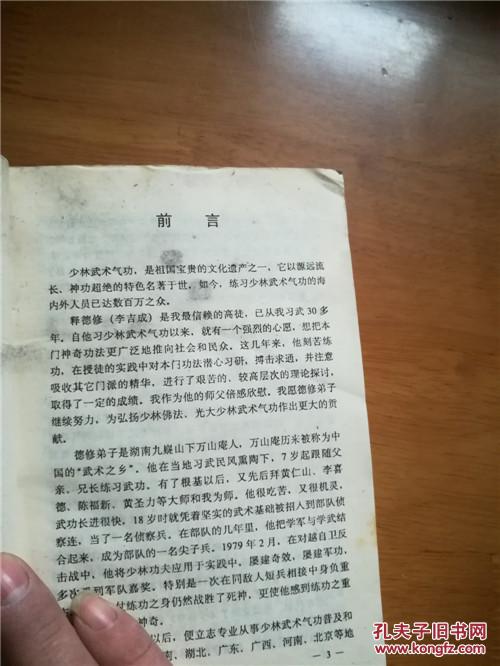 前　言
少林武术气功，是祖国宝贵的文化遗产之一，它以源远流
长、神功超绝的特色名著于世，如今，练习少林武术气功的海
内外人员已达数百万之众。
释德修（李吉成）是我最信赖的高徒，已从我习武30多
年，自他习少林武术气功以来，就有一个强烈的心愿，想把本
门神奇功法更广泛地推向社会和民众，这几年来，他刻苦练
功，在授徒的实践中对本门功法潜心习研，搏击求通，并注意
吸收其它门派的精华，进行了艰苦的、较高层次的理论探讨，
取得了一定的成绩，我作为他的师父倍感欣慰，我愿德修弟子
继续努力，为弘扬少林佛法、光大少林武术气功作出更大的贡
献。
德修弟子是湖南九嶷山下万山庵人，万山庵历来被称为中
国的“武术之乡”。他在当地习武民风熏陶下，7岁起跟随父
亲、兄长练习武功。有了根基以后，又先后拜黄仁山、李喜
德、陈福新、黄圣力等大师和我为师。他很吃苦，又很机灵，
武功长进很快，18岁时就凭着坚实的武术基础被招人到部队侦
察连，当了一名侦察兵，在部队的几年里，他把学军与学武结
合起来，成为部队的一名尖子兵，1979年2月，在对越自卫反
击战中，他将少林功夫应用于实践中，屡建奇效，屡建军功，
多次受到军队嘉奖，特别是一次在同敌人短兵相接中身负重
付练功之身仍然战胜了死神，更使他感到练功之重
神奇。
以后，便立志专业从事少林武术气功普及和
南、湖北、广东、广西、河南、北京等地
— 3 —
孔夫子旧书网
www.kongfz.com